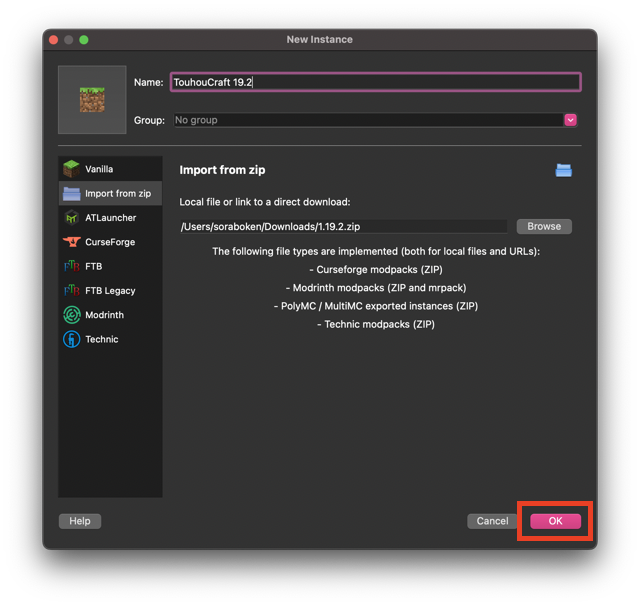 New Instance
Name: TouhouCraft 19.2
Group: No group
Vanilla
Import from zip
ATLauncher
CurseForge
FTB
FTB Legacy
Modrinth
Technic
Import from zip
Local file or link to a direct download:
/Users/soraboken/Downloads/1.19.2.zip Browse
The following file types are implemented (both for local files and URLs):
- Curseforge modpacks (ZIP)
- Modrinth modpacks (ZIP and mrpack)
- PolyMC / MultiMC exported instances (ZIP)
- Technic modpacks (ZIP)
Help Cancel OK